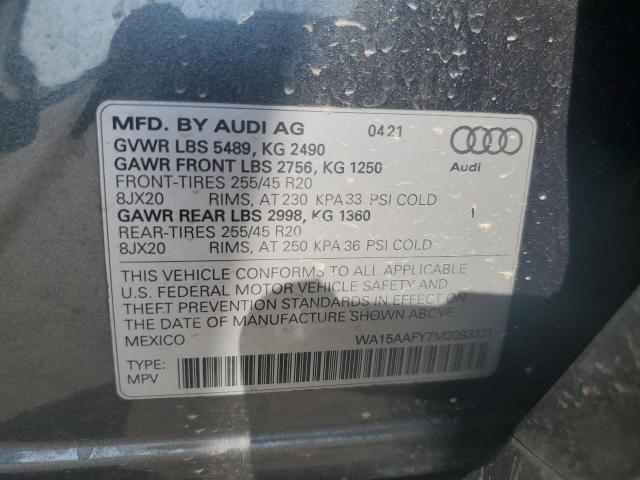 MFD. BY AUDI AG 0421
GVWR LBS 5489, KG 2490
GAWR FRONT LBS 2756, KG 1250
Audi
FRONT-TIRES 255/45 R20
8JX20 RIMS, AT 230 KPA 33 PSI COLD
GAWR REAR LBS 2998, KG 1360
REAR-TIRES 255/45 R20
8JX20 RIMS, AT 250 KPA 36 PSI COLD
THIS VEHICLE CONFORMS TO ALL APPLICABLE
U.S. FEDERAL MOTOR VEHICLE SAFETY AND
THEFT PREVENTION STANDARDS IN EFFECT ON
THE DATE OF MANUFACTURE SHOWN ABOVE.
MEXICO WA15AAFY7M2093321
TYPE:
MPV